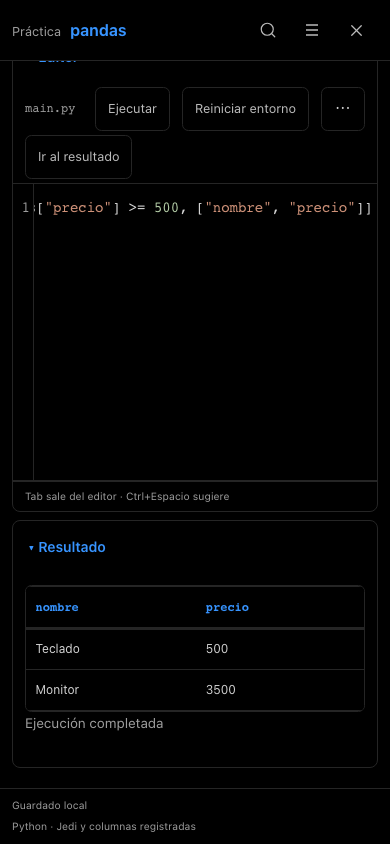 Práctica pandas
main.py Ejecutar Reiniciar entorno ...
Ir al resultado
1 ["precio"] >= 500, ["nombre", "precio"]]
Tab sale del editor · Ctrl+Espacio sugiere
▾ Resultado
nombre precio
Teclado 500
Monitor 3500
Ejecución completada
Guardado local
Python · Jedi y columnas registradas